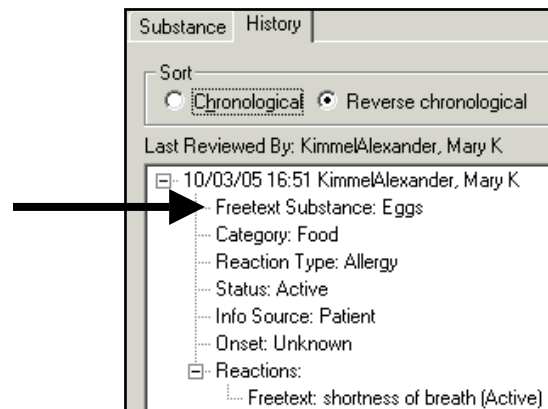 Substance History
Sort
Chronological Reverse chronological
Last Reviewed By: KimmelAlexander, Mary K
10/03/05 16:51 KimmelAlexander, Mary K
Freetext Substance: Eggs
Category: Food
Reaction Type: Allergy
Status: Active
Info Source: Patient
Onset: Unknown
Reactions:
Freetext: shortness of breath (Active)